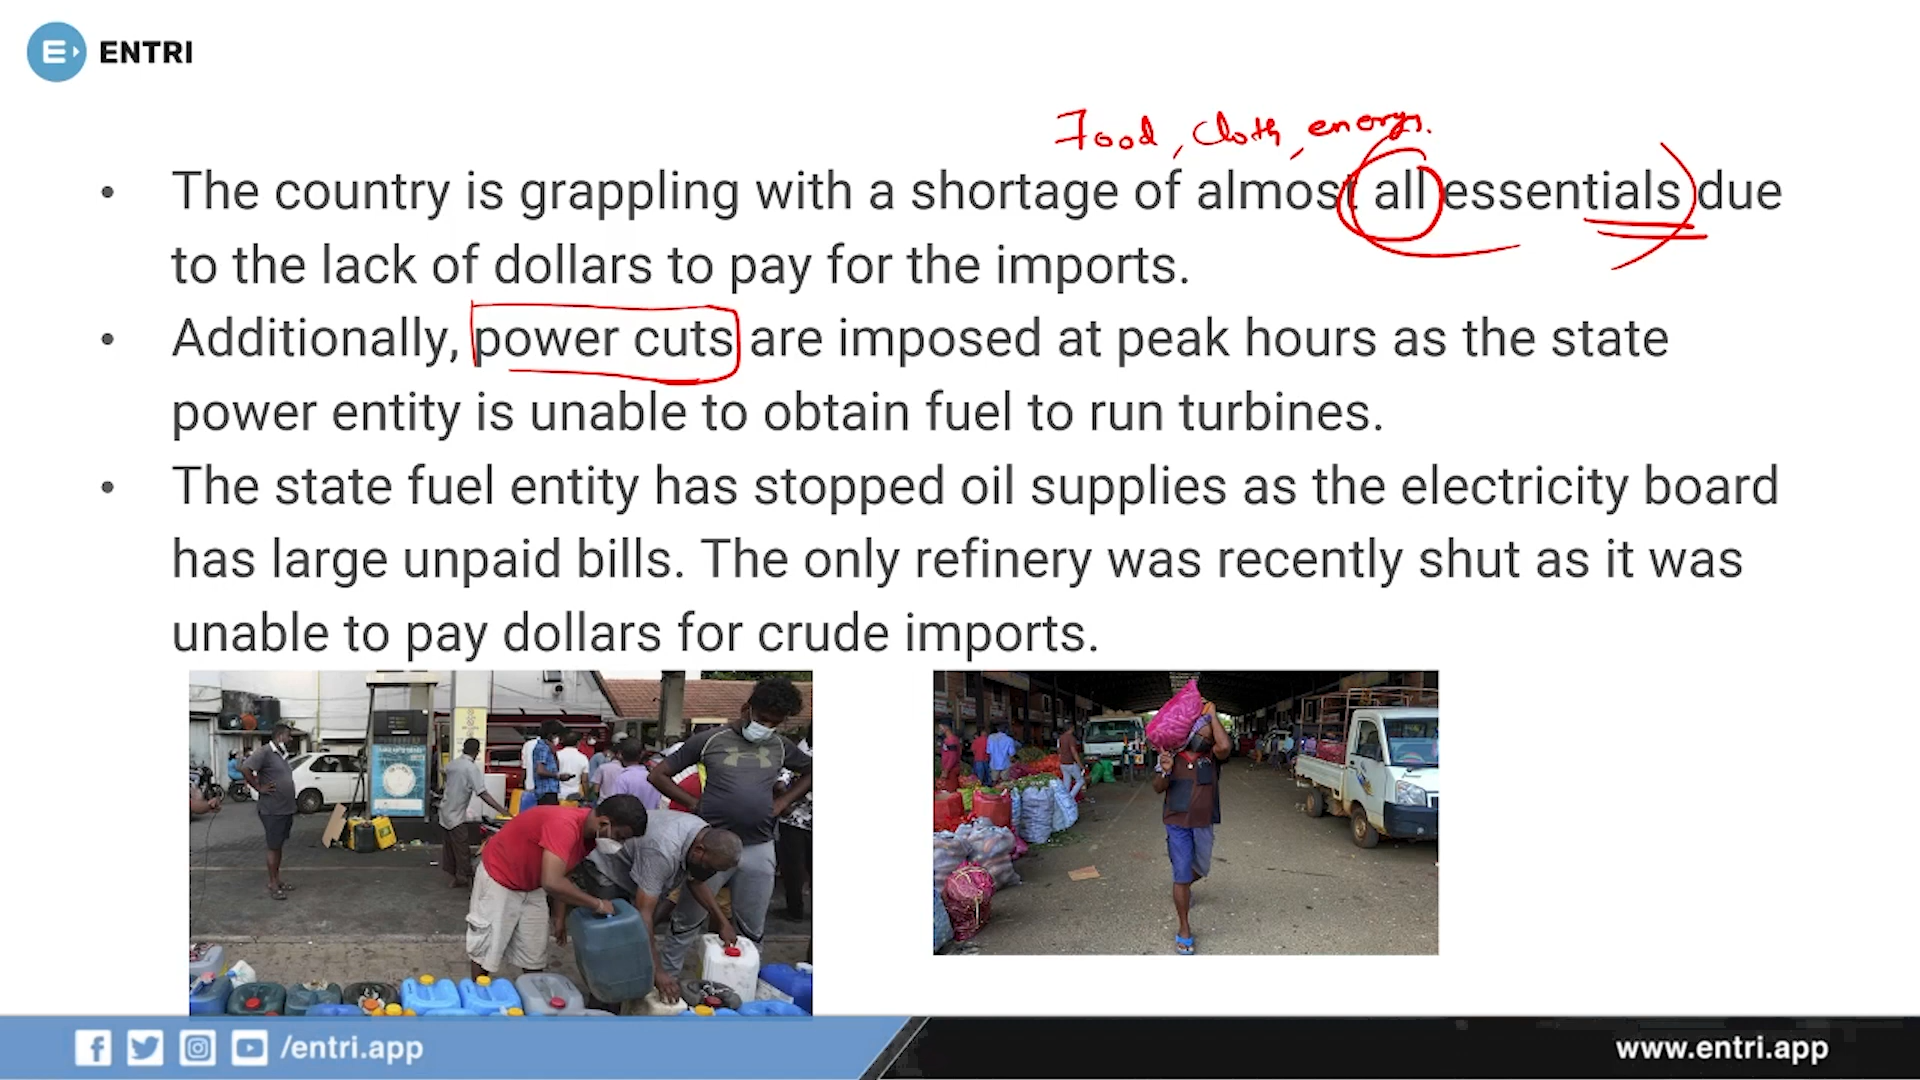 ENTRI
Food, cloth, energy.
• The country is grappling with a shortage of almost all essentials due
to the lack of dollars to pay for the imports.
• Additionally, power cuts are imposed at peak hours as the state
power entity is unable to obtain fuel to run turbines.
• The state fuel entity has stopped oil supplies as the electricity board
has large unpaid bills. The only refinery was recently shut as it was
unable to pay dollars for crude imports.
/entri.app
www.entri.app